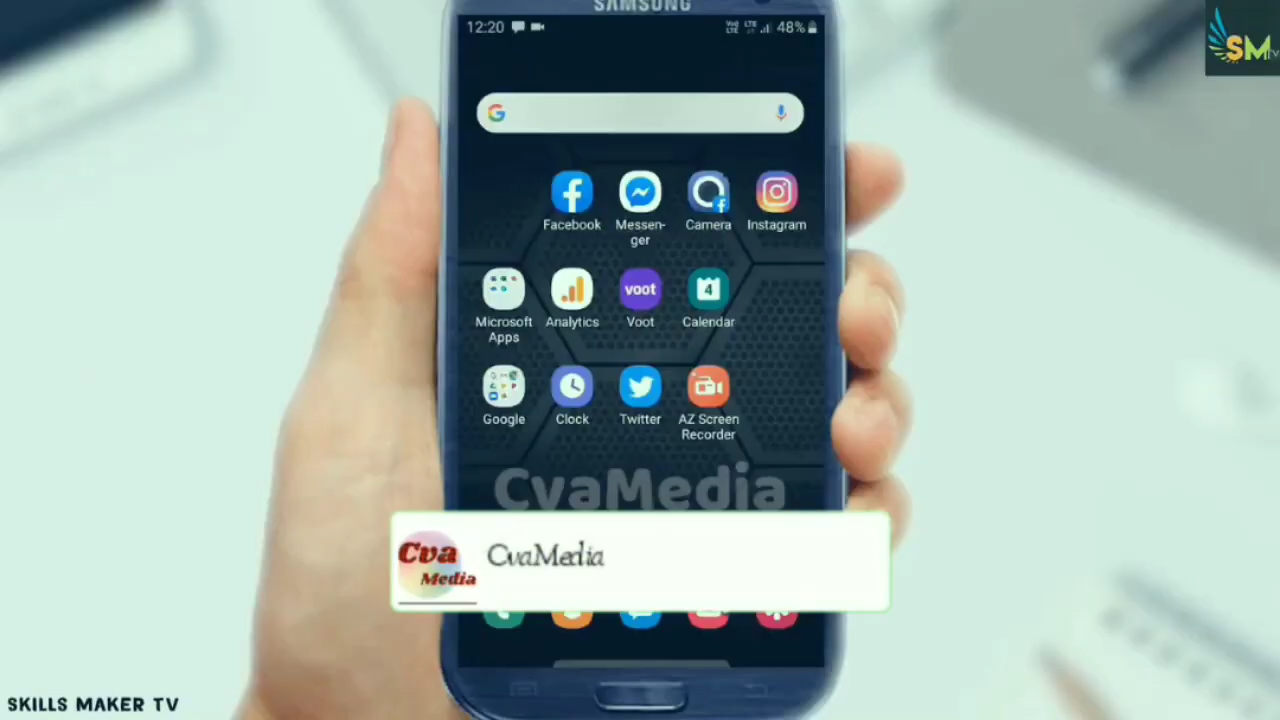 SAMSUNG
12:20 48%
SMTV
Facebook Messen-
ger Camera Instagram
voot
4
Microsoft
Apps Analytics Voot Calendar
Google Clock Twitter AZ Screen
Recorder
CvaMedia
Cva
Media
CvaMedia
SKILLS MAKER TV